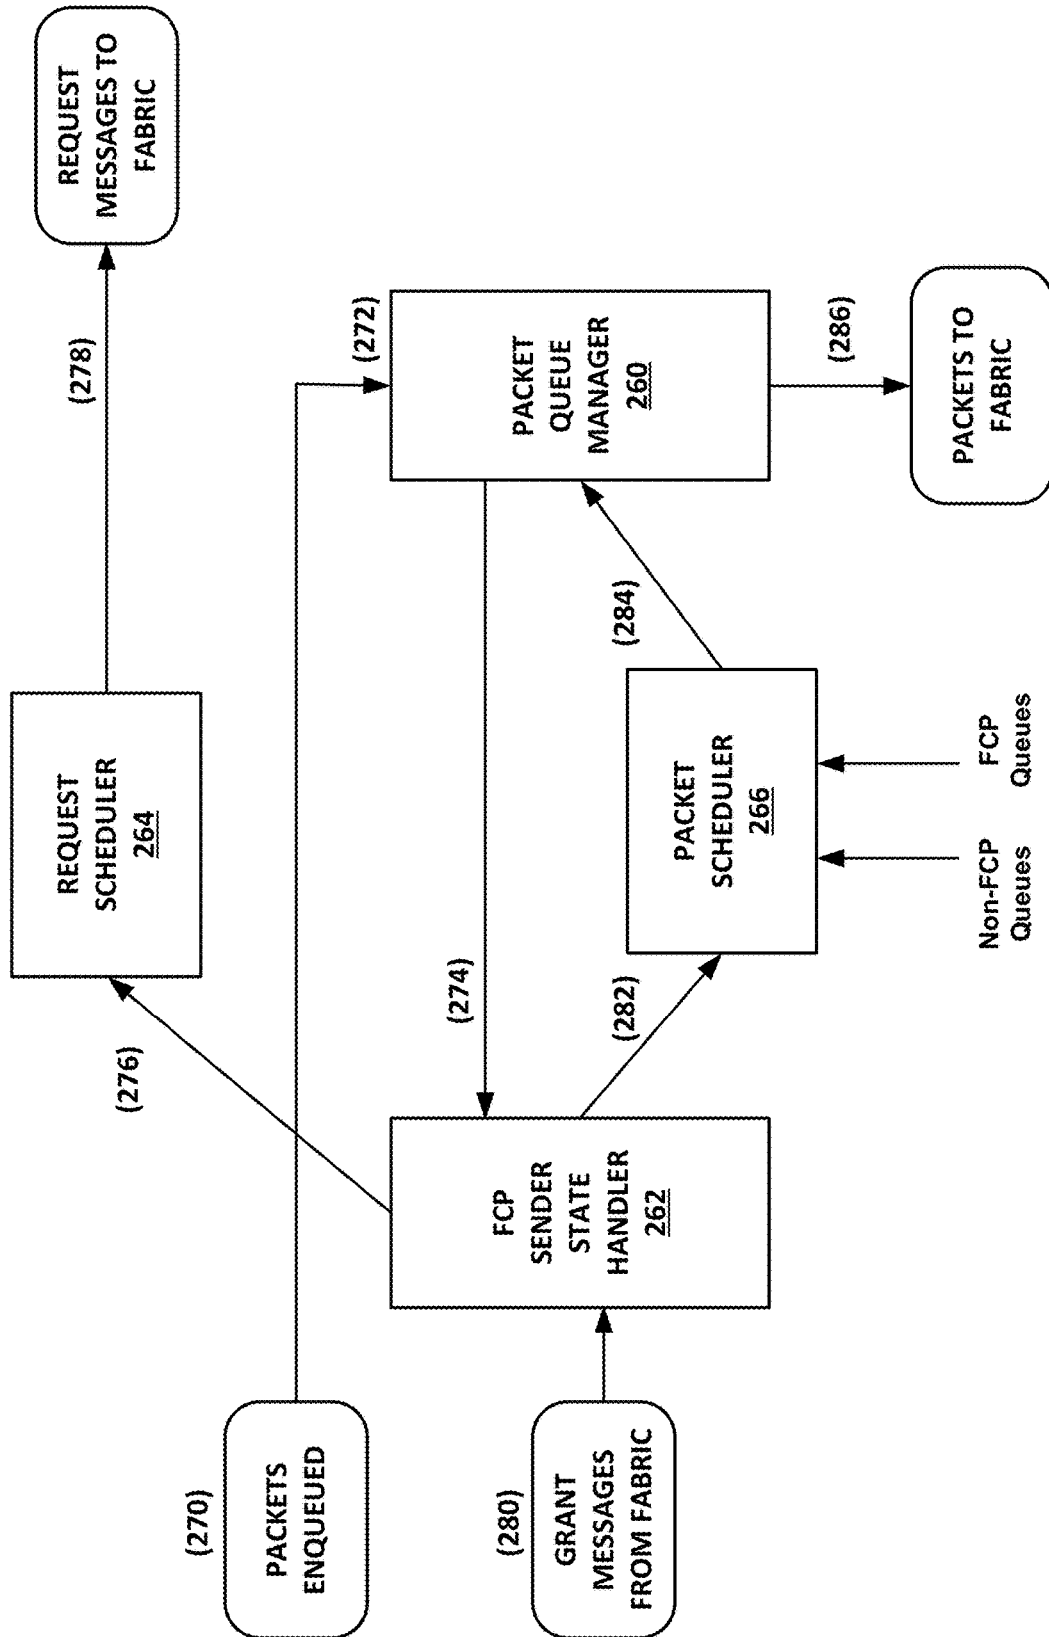 REQUEST
MESSAGES TO
FABRIC
(278)
REQUEST
SCHEDULER
264
(276)
(270)
PACKETS
ENQUEUED
(272)
PACKET
QUEUE
MANAGER
260
(274)
(280)
GRANT
MESSAGES
FROM FABRIC
FCP
SENDER
STATE
HANDLER
262
(282)
(284)
PACKET
SCHEDULER
266
Non-FCP
Queues
FCP
Queues
(286)
PACKETS TO
FABRIC